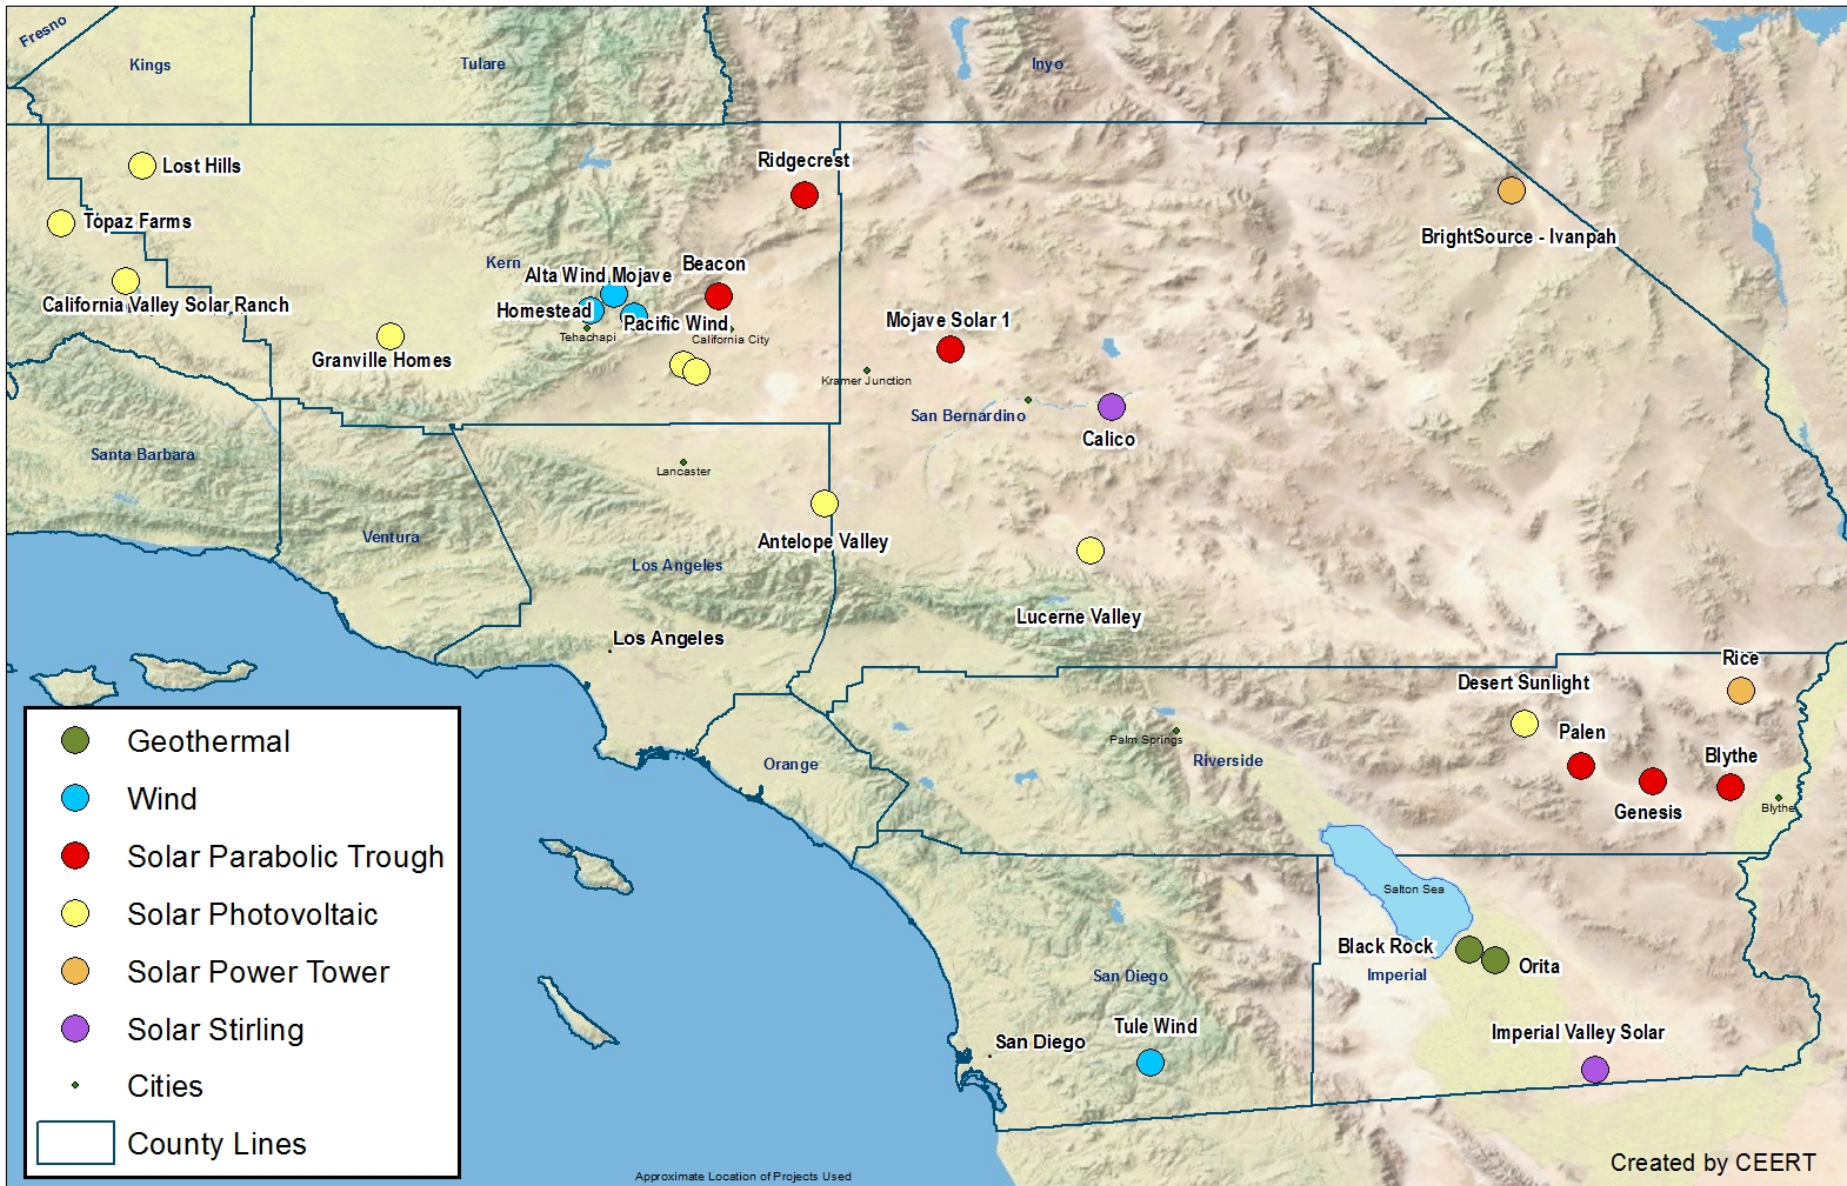 Fresno
Kings
Tulare
Inyo
Ridgecrest
Lost Hills
Topaz Farms
BrightSource - Ivanpah
Kern
Beacon
Alta Wind Mojave
California Valley Solar Ranch
Homestead
Pacific Wind
Mojave Solar 1
Tehachapi
California City
Granville Homes
Kramer Junction
San Bernardino
Calico
Santa Barbara
Lancaster
Ventura
Antelope Valley
Los Angeles
Lucerne Valley
Los Angeles
Rice
Desert Sunlight
Palen
Palm Springs
Riverside
Orange
Blythe
Genesis
Blythe
Salton Sea
Black Rock
Orita
Imperial
San Diego
Tule Wind
San Diego
Imperial Valley Solar
Geothermal
Wind
Solar Parabolic Trough
Solar Photovoltaic
Solar Power Tower
Solar Stirling
Cities
County Lines
Approximate Location of Projects Used
Created by CEERT